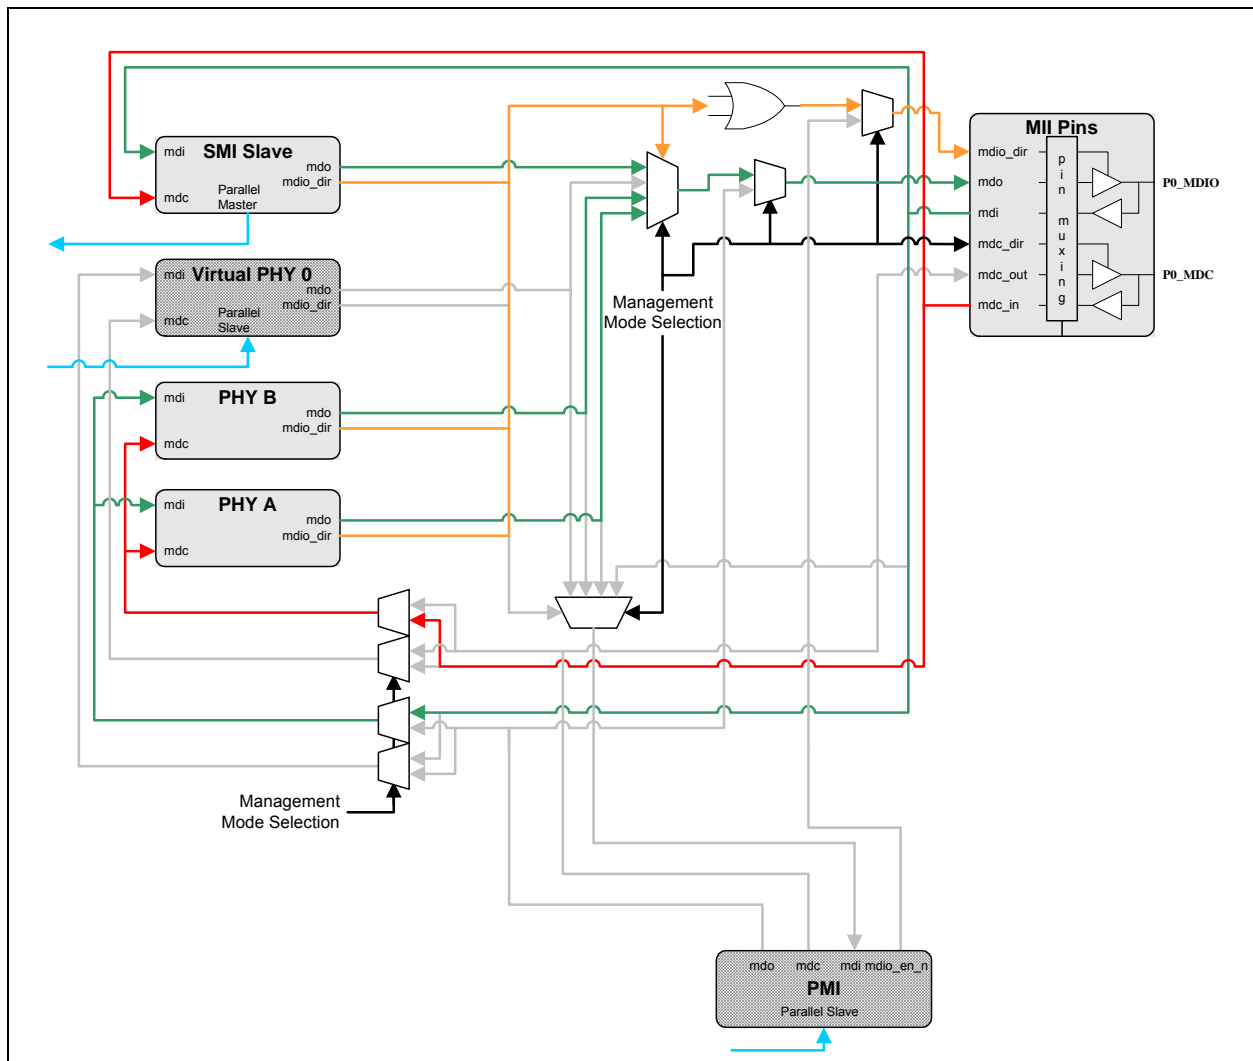 SMI Slave
mdi
mdo
mdio_dir
mdc
Parallel
Master
Virtual PHY 0
mdi
mdo
mdio_dir
mdc
Parallel
Slave
PHY B
mdi
mdo
mdio_dir
mdc
PHY A
mdi
mdo
mdio_dir
mdc
Management
Mode Selection
Management
Mode Selection
MII Pins
mdio_dir
mdo
mdi
mdc_dir
mdc_out
mdc_in
pin muxing
P0_MDIO
P0_MDC
mdo mdc mdi mdio_en_n
PMI
Parallel Slave